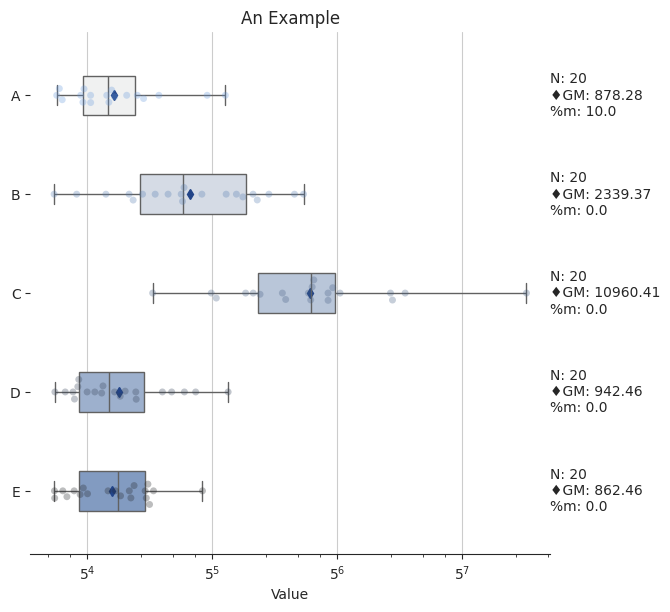 An Example
A
N: 20
♦GM: 878.28
%m: 10.0
B
N: 20
♦GM: 2339.37
%m: 0.0
C
N: 20
♦GM: 10960.41
%m: 0.0
D
N: 20
♦GM: 942.46
%m: 0.0
E
N: 20
♦GM: 862.46
%m: 0.0
5⁴ 5⁵ 5⁶ 5⁷
Value